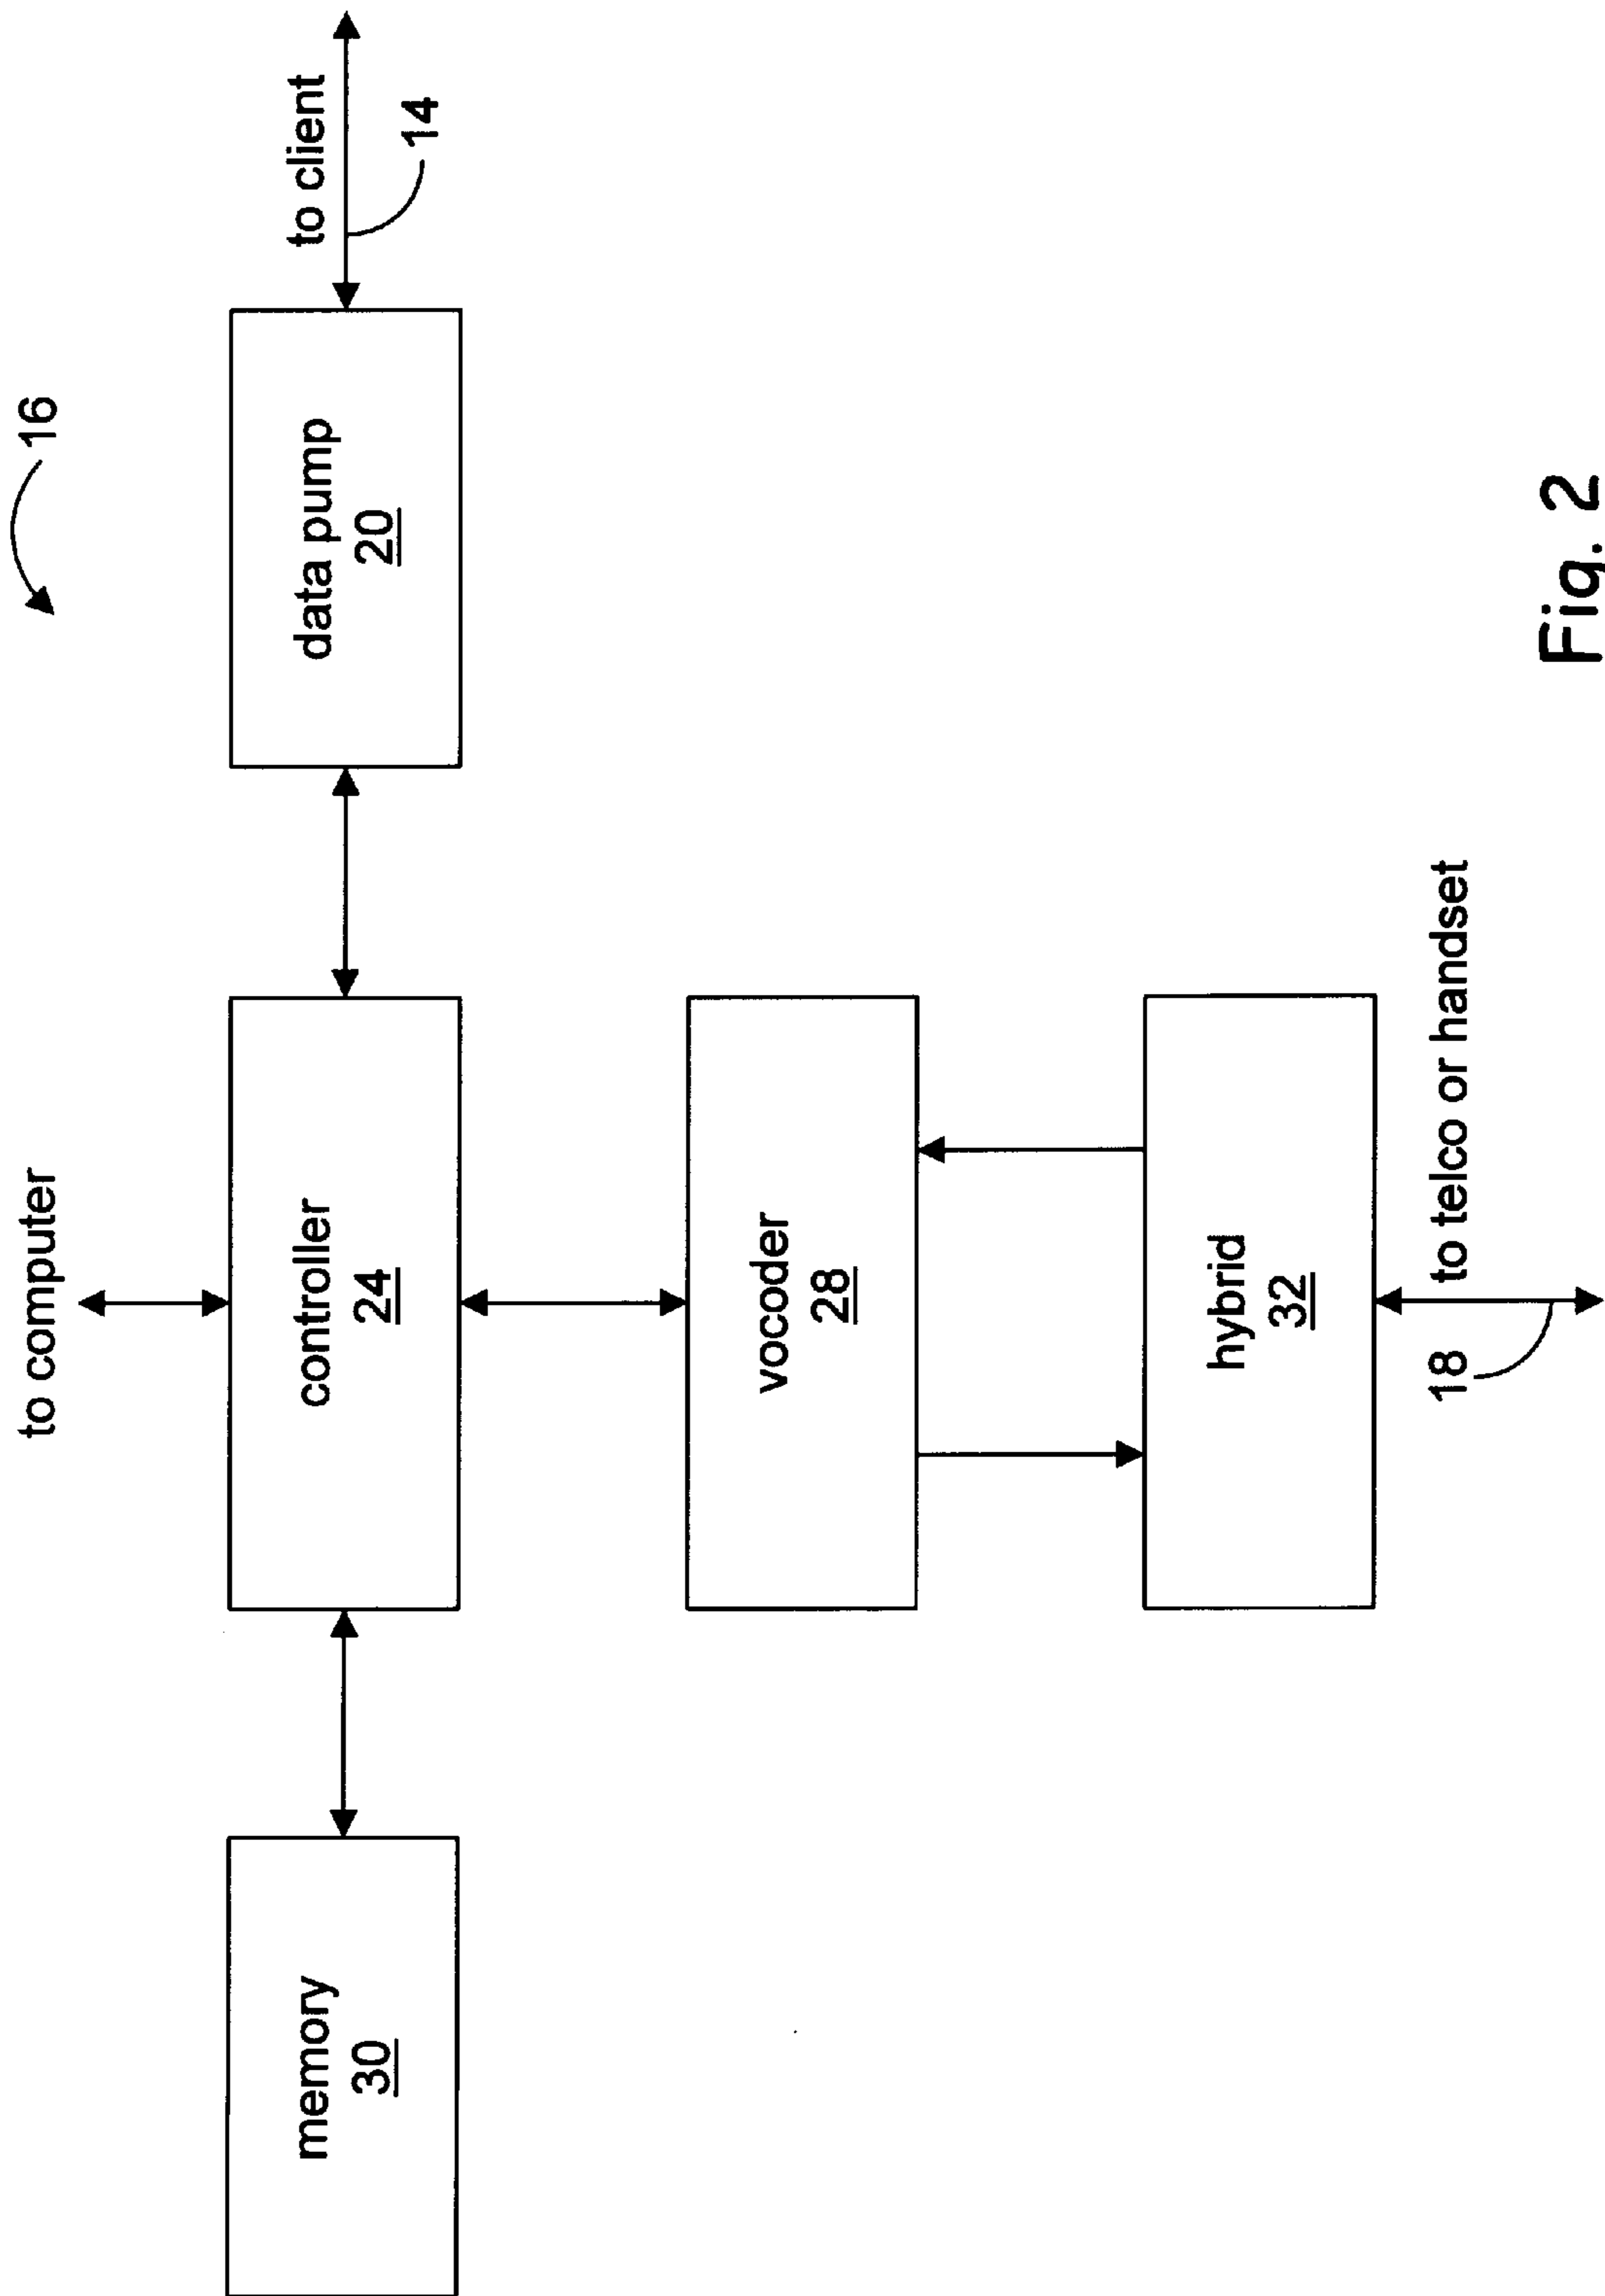 to computer
16
memory
30
controller
24
data pump
20
to client
14
vocoder
28
hybrid
32
18
to telco or handset
Fig. 2